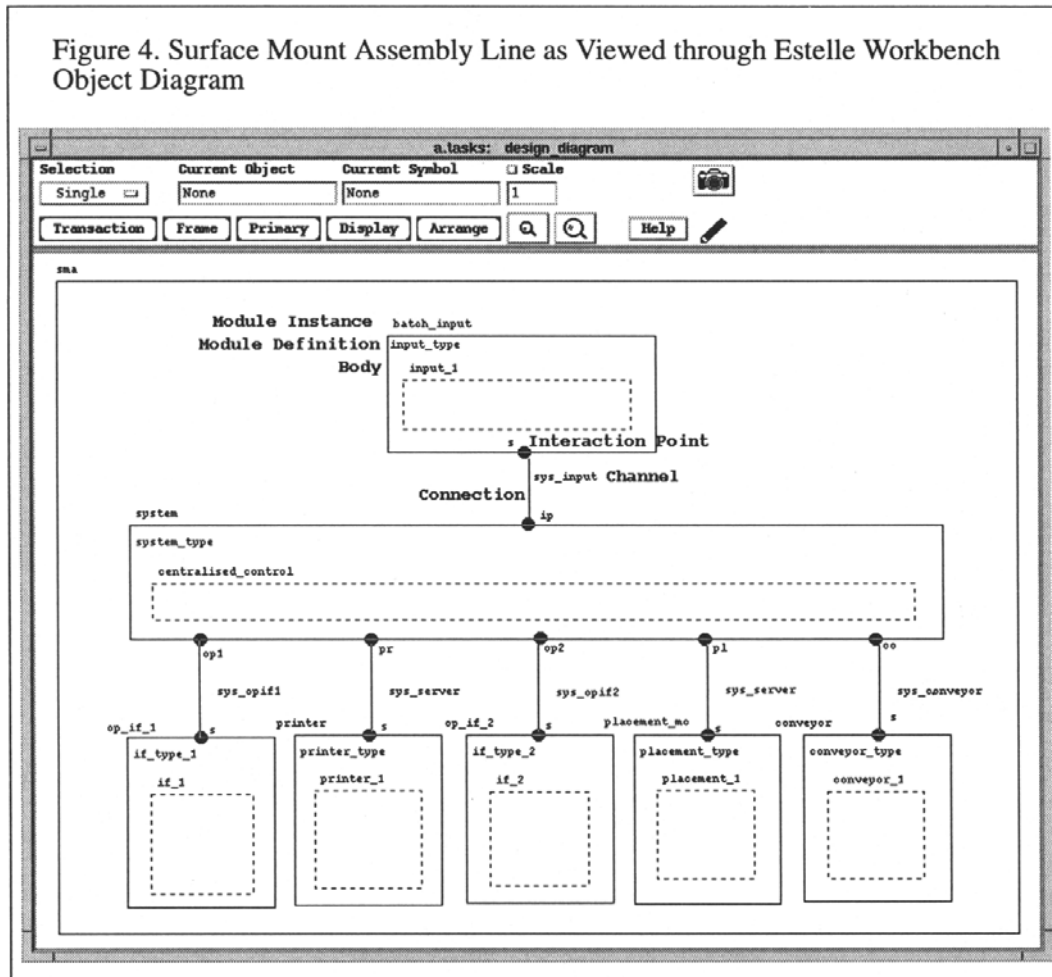 Figure 4. Surface Mount Assembly Line as Viewed through Estelle Workbench
Object Diagram
a.tasks: design_diagram
Selection Current Object Current Symbol Scale
Single None None 1
Transaction Frame Primary Display Arrange Help
sma
Module Instance batch_input
Module Definition input_type
Body input_1
s Interaction Point
sys_input Channel
Connection
system ip
system_type
centralised_control
op1 pr op2 pl co
sys_opif1 sys_server sys_opif2 sys_server sys_conveyor
op_if_1 s printer s op_if_2 s placement_mo s conveyor s
if_type_1 printer_type if_type_2 placement_type conveyor_type
if_1 printer_1 if_2 placement_1 conveyor_1